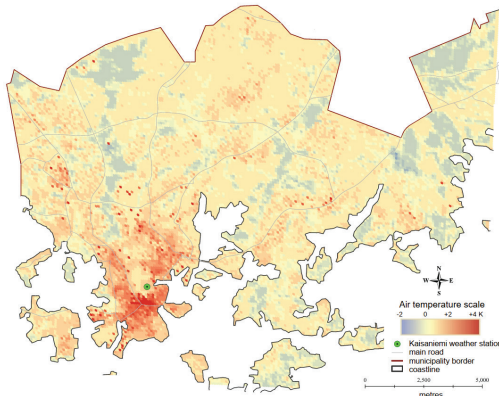 N
W E
S
Air temperature scale
-2 0 +2 +4 K
Kaisaniemi weather station
main road
municipality border
coastline
0 2,500 5,000
metres